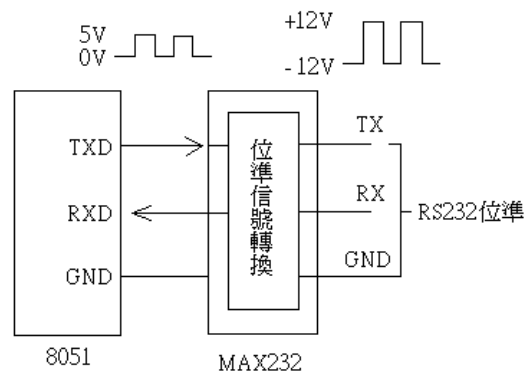 5V
0V
+12V
-12V
TXD
RXD
GND
位準信號轉換
TX
RX
GND
RS232位準
8051
MAX232